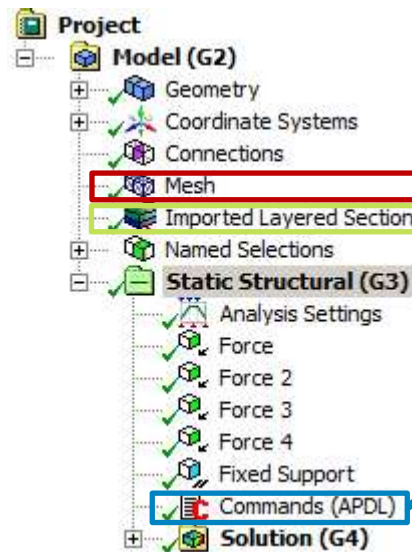 Project
Model (G2)
Geometry
Coordinate Systems
Connections
Mesh
Imported Layered Section
Named Selections
Static Structural (G3)
Analysis Settings
Force
Force 2
Force 3
Force 4
Fixed Support
Commands (APDL)
Solution (G4)